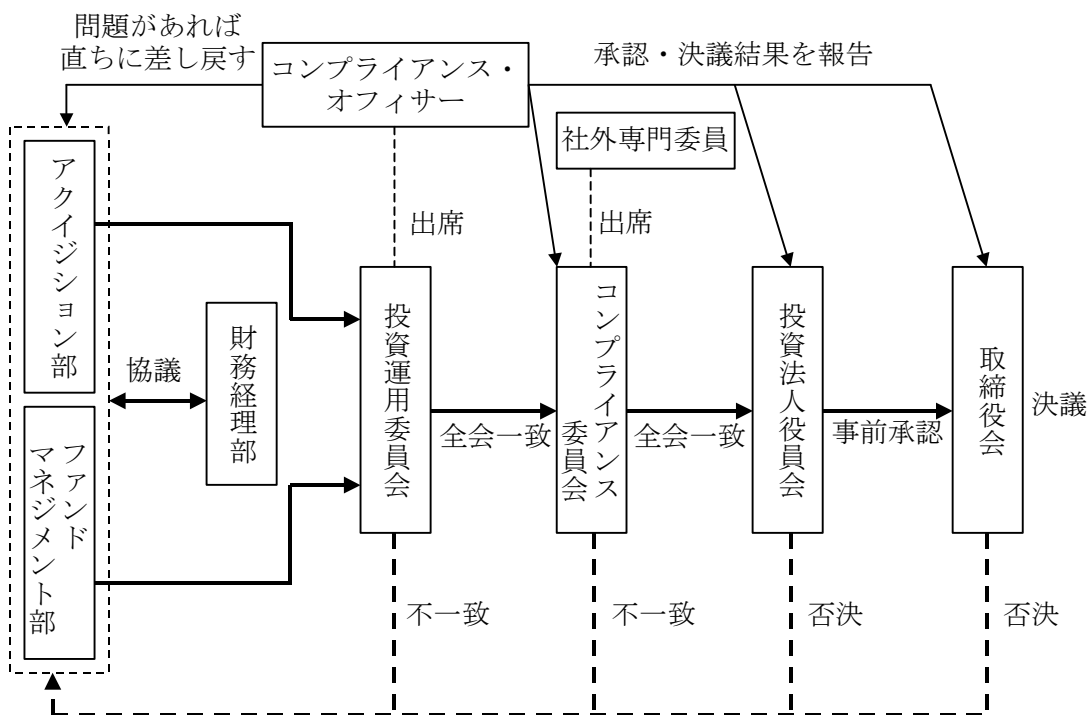 問題があれば
直ちに差し戻す
コンプライアンス・
オフィサー
承認・決議結果を報告
社外専門委員
アクイジション部
出席
出席
投資運用委員会
コンプライアンス
委員会
投資法人役員会
取締役会
財務経理部
協議
決議
全会一致
全会一致
事前承認
ファンド
マネジメント部
不一致
不一致
否決
否決